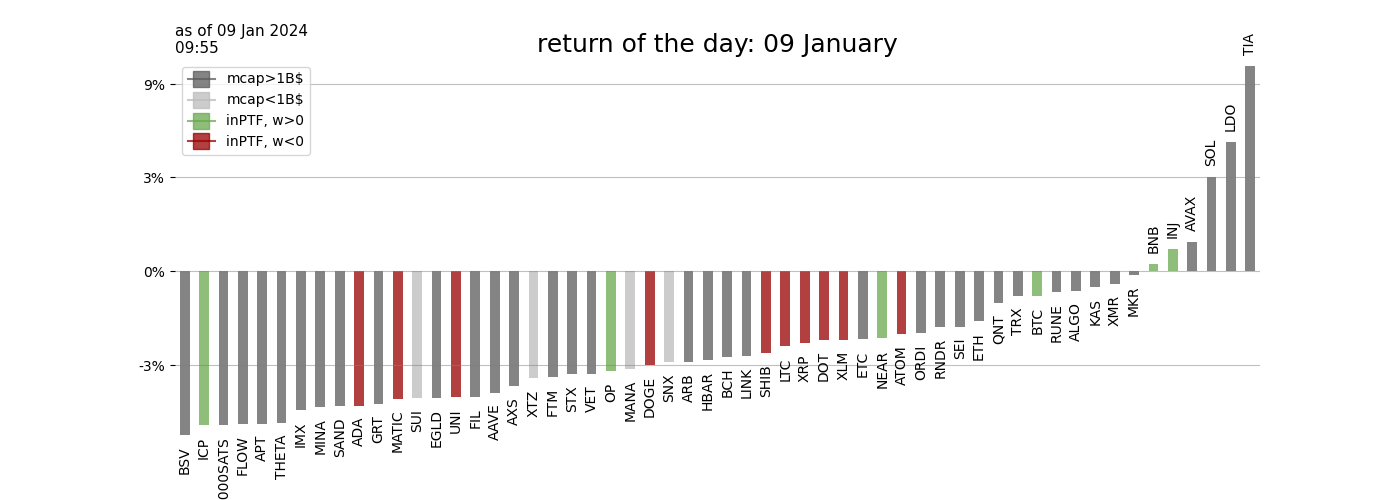 as of 09 Jan 2024
09:55
return of the day: 09 January
mcap>1B$
mcap<1B$
inPTF, w>0
inPTF, w<0
9%
3%
0%
-3%
BSV
ICP
000SATS
FLOW
APT
THETA
IMX
MINA
SAND
ADA
GRT
MATIC
SUI
EGLD
UNI
FIL
AAVE
AXS
XTZ
FTM
STX
VET
OP
MANA
DOGE
SNX
ARB
HBAR
BCH
LINK
SHIB
LTC
XRP
DOT
XLM
ETC
NEAR
ATOM
ORDI
RNDR
SEI
ETH
QNT
TRX
BTC
RUNE
ALGO
KAS
XMR
MKR
BNB
INJ
AVAX
SOL
LDO
TIA